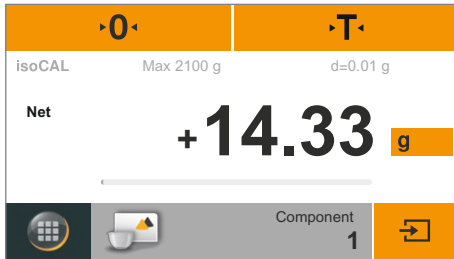 0 T
isoCAL Max 2100 g d=0.01 g
Net
+14.33 g
Component
1